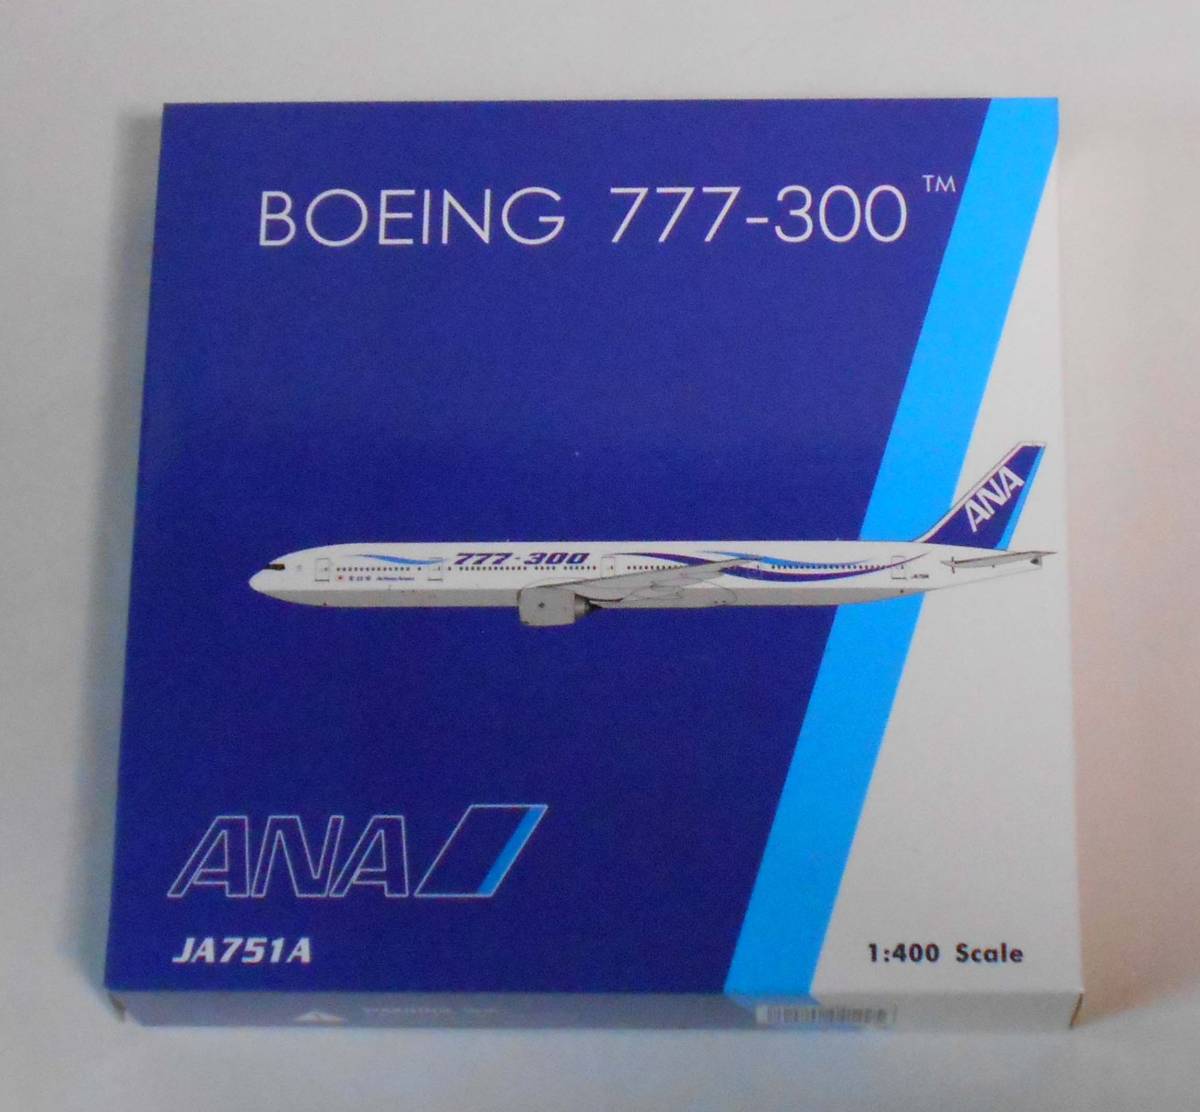 BOEING 777-300™
ANA
777-300
ANA
JA751A
1:400 Scale